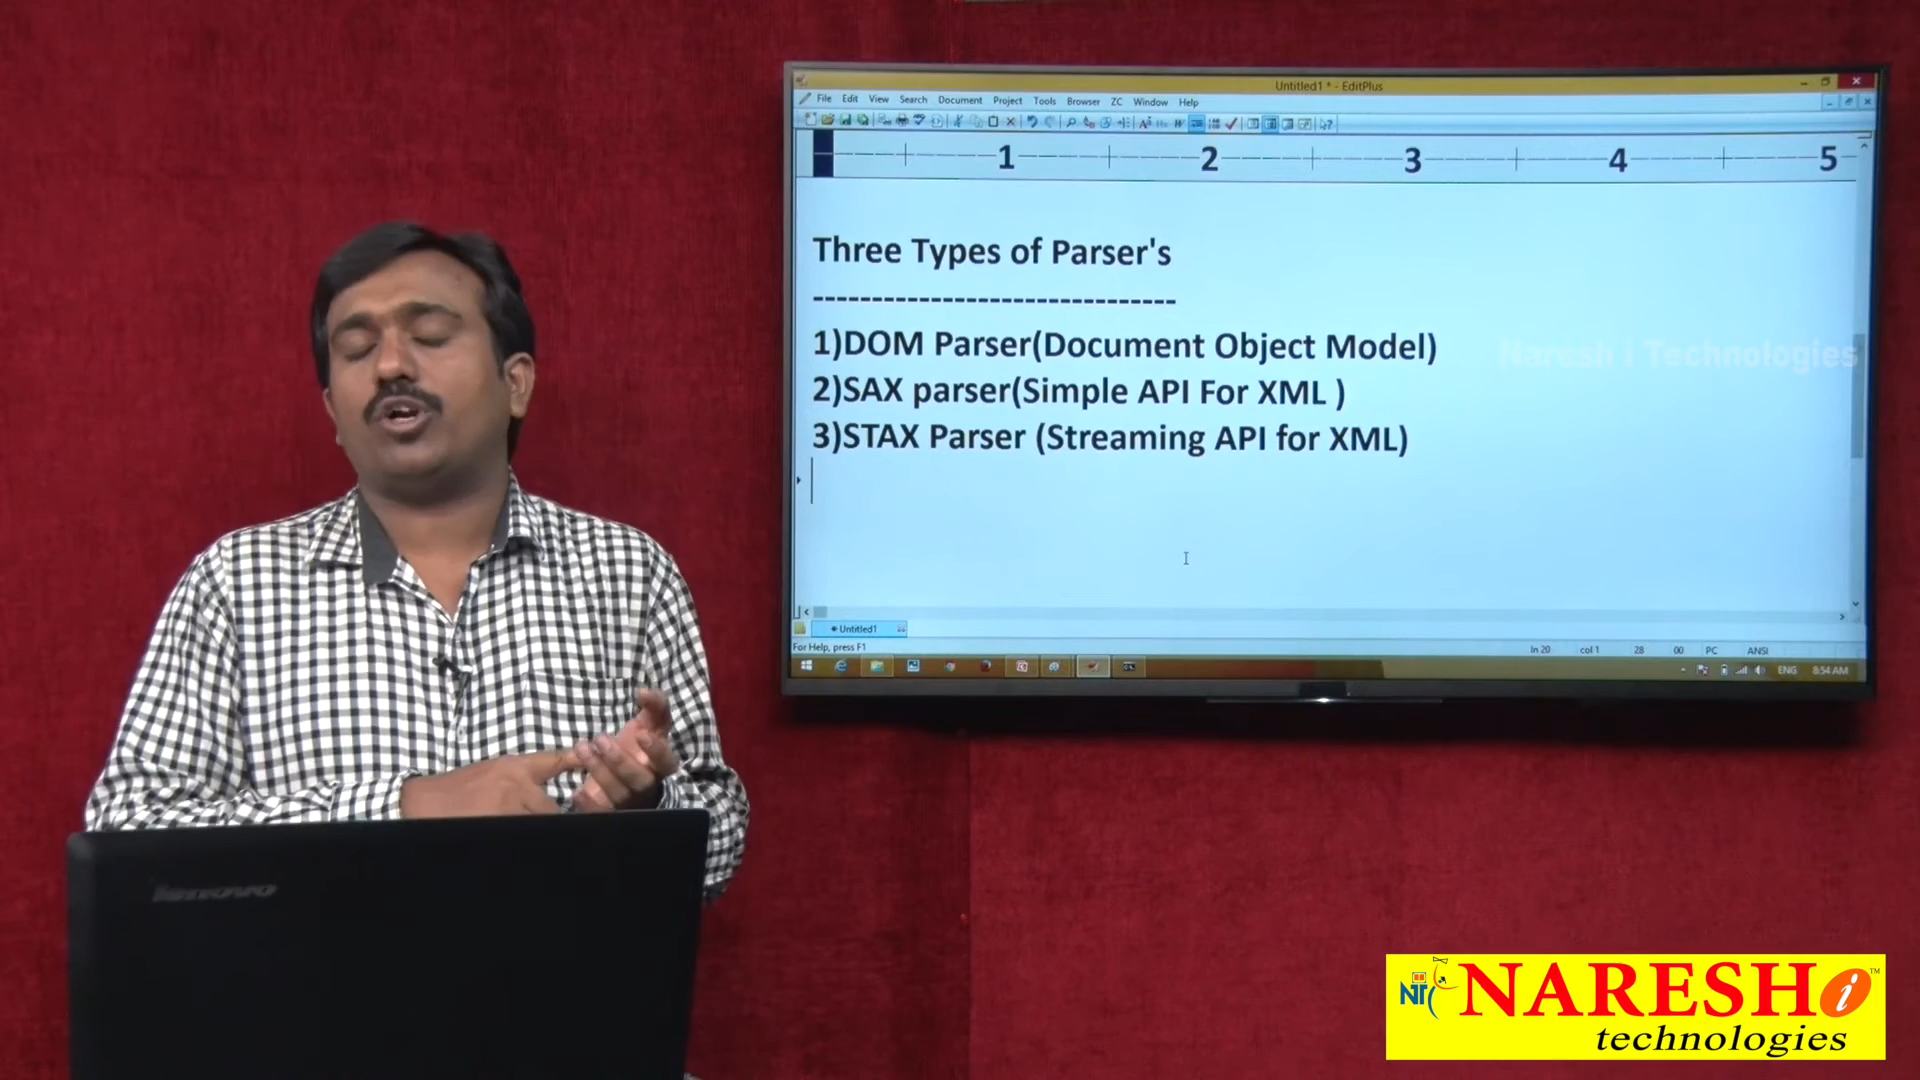 Untitled1 * - EditPlus
File Edit View Search Document Project Tools Browser ZC Window Help
1 2 3 4 5
Three Types of Parser's
------------------------------
1)DOM Parser(Document Object Model)
Naresh i Technologies
2)SAX parser(Simple API For XML )
3)STAX Parser (Streaming API for XML)
Untitled1
For Help, press F1
ln 20 col 1 28 00 PC ANSI
ENG 8:54 AM
lenovo
NARESH i ™
technologies